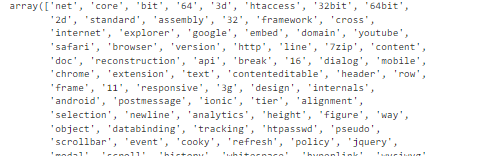 array(['net', 'core', 'bit', '64', '3d', 'htaccess', '32bit', '64bit',
'2d', 'standard', 'assembly', '32', 'framework', 'cross',
'internet', 'explorer', 'google', 'embed', 'domain', 'youtube',
'safari', 'browser', 'version', 'http', 'line', '7zip', 'content',
'doc', 'reconstruction', 'api', 'break', '16', 'dialog', 'mobile',
'chrome', 'extension', 'text', 'contenteditable', 'header', 'row',
'frame', '11', 'responsive', '3g', 'design', 'internals',
'android', 'postmessage', 'ionic', 'tier', 'alignment',
'selection', 'newline', 'analytics', 'height', 'figure', 'way',
'object', 'databinding', 'tracking', 'htpasswd', 'pseudo',
'scrollbar', 'event', 'cooky', 'refresh', 'policy', 'jquery',
'modal', 'scroll', 'history', 'whitespace', 'hyperlink', 'wysiwyg',